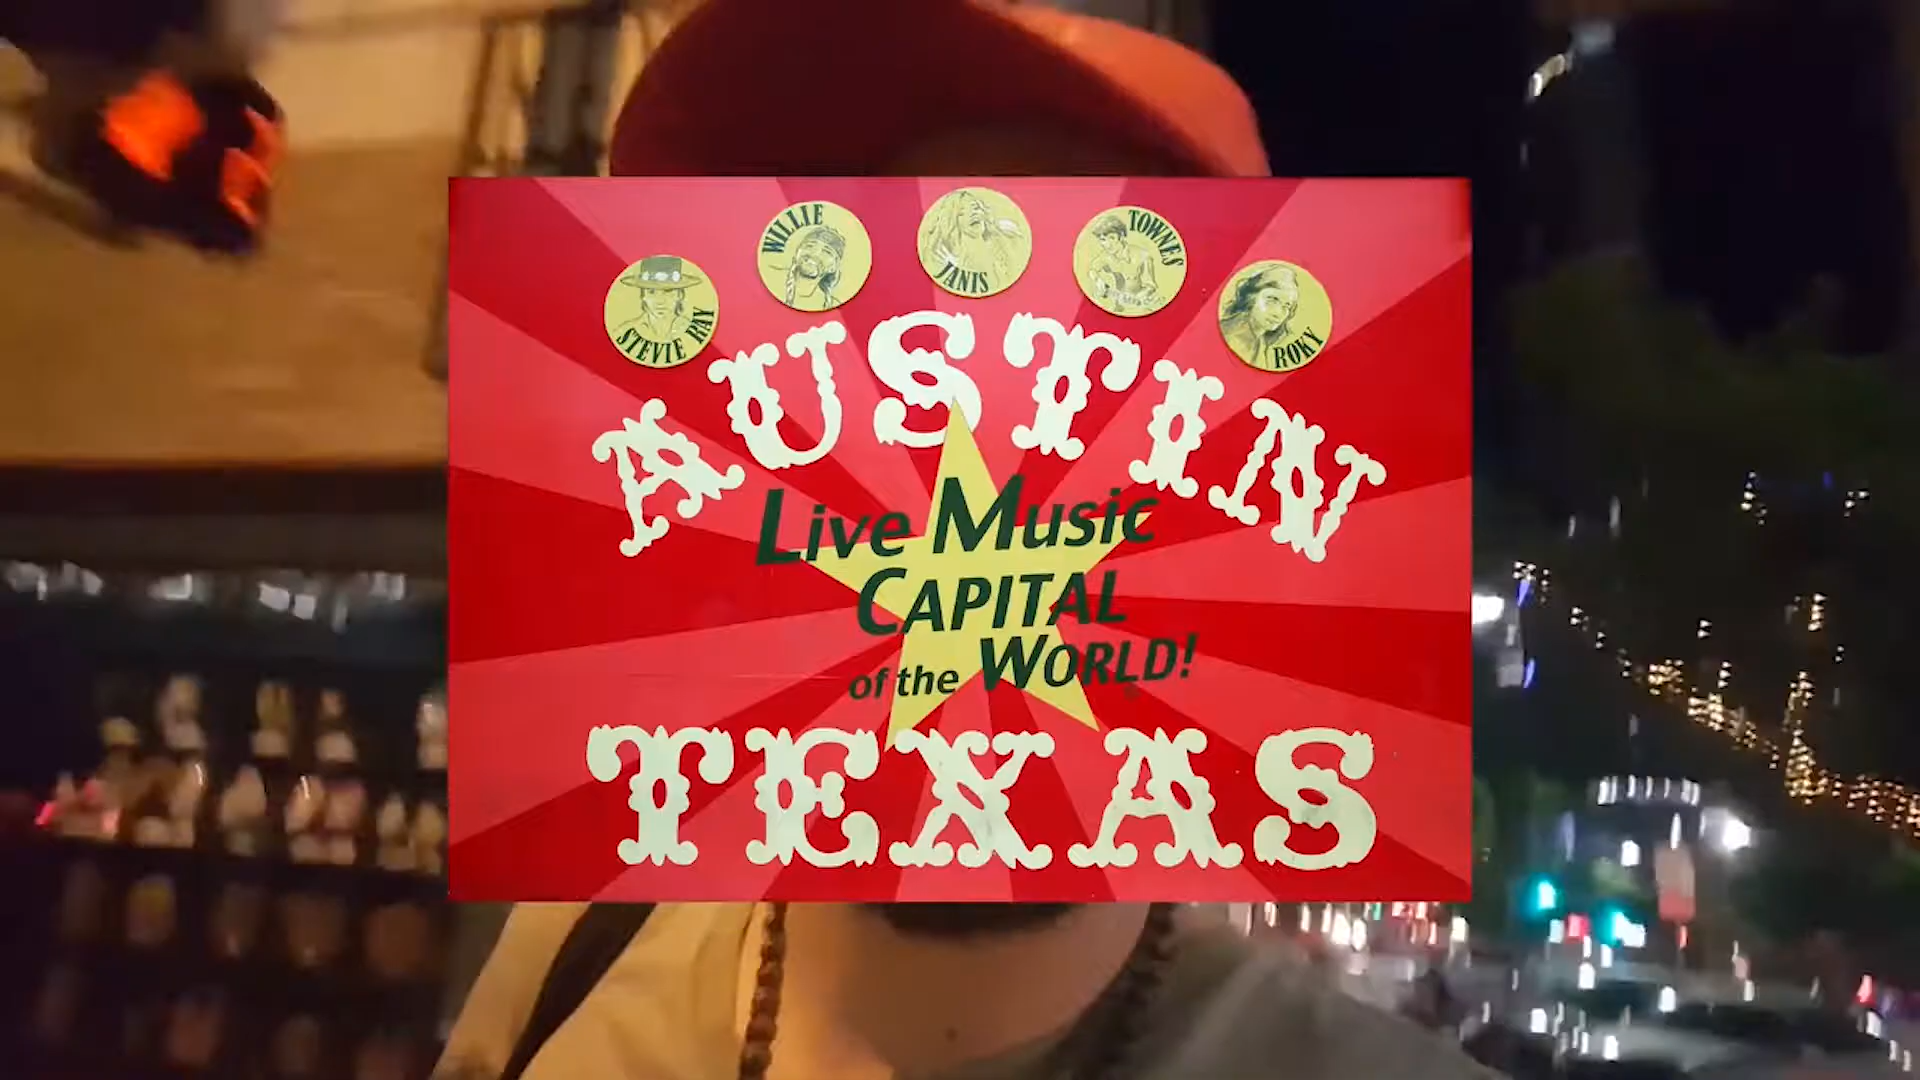 STEVIE RAY
WILLIE
JANIS
TOWNES
ROKY
AUSTIN
LIVE MUSIC
CAPITAL
of the WORLD!
TEXAS